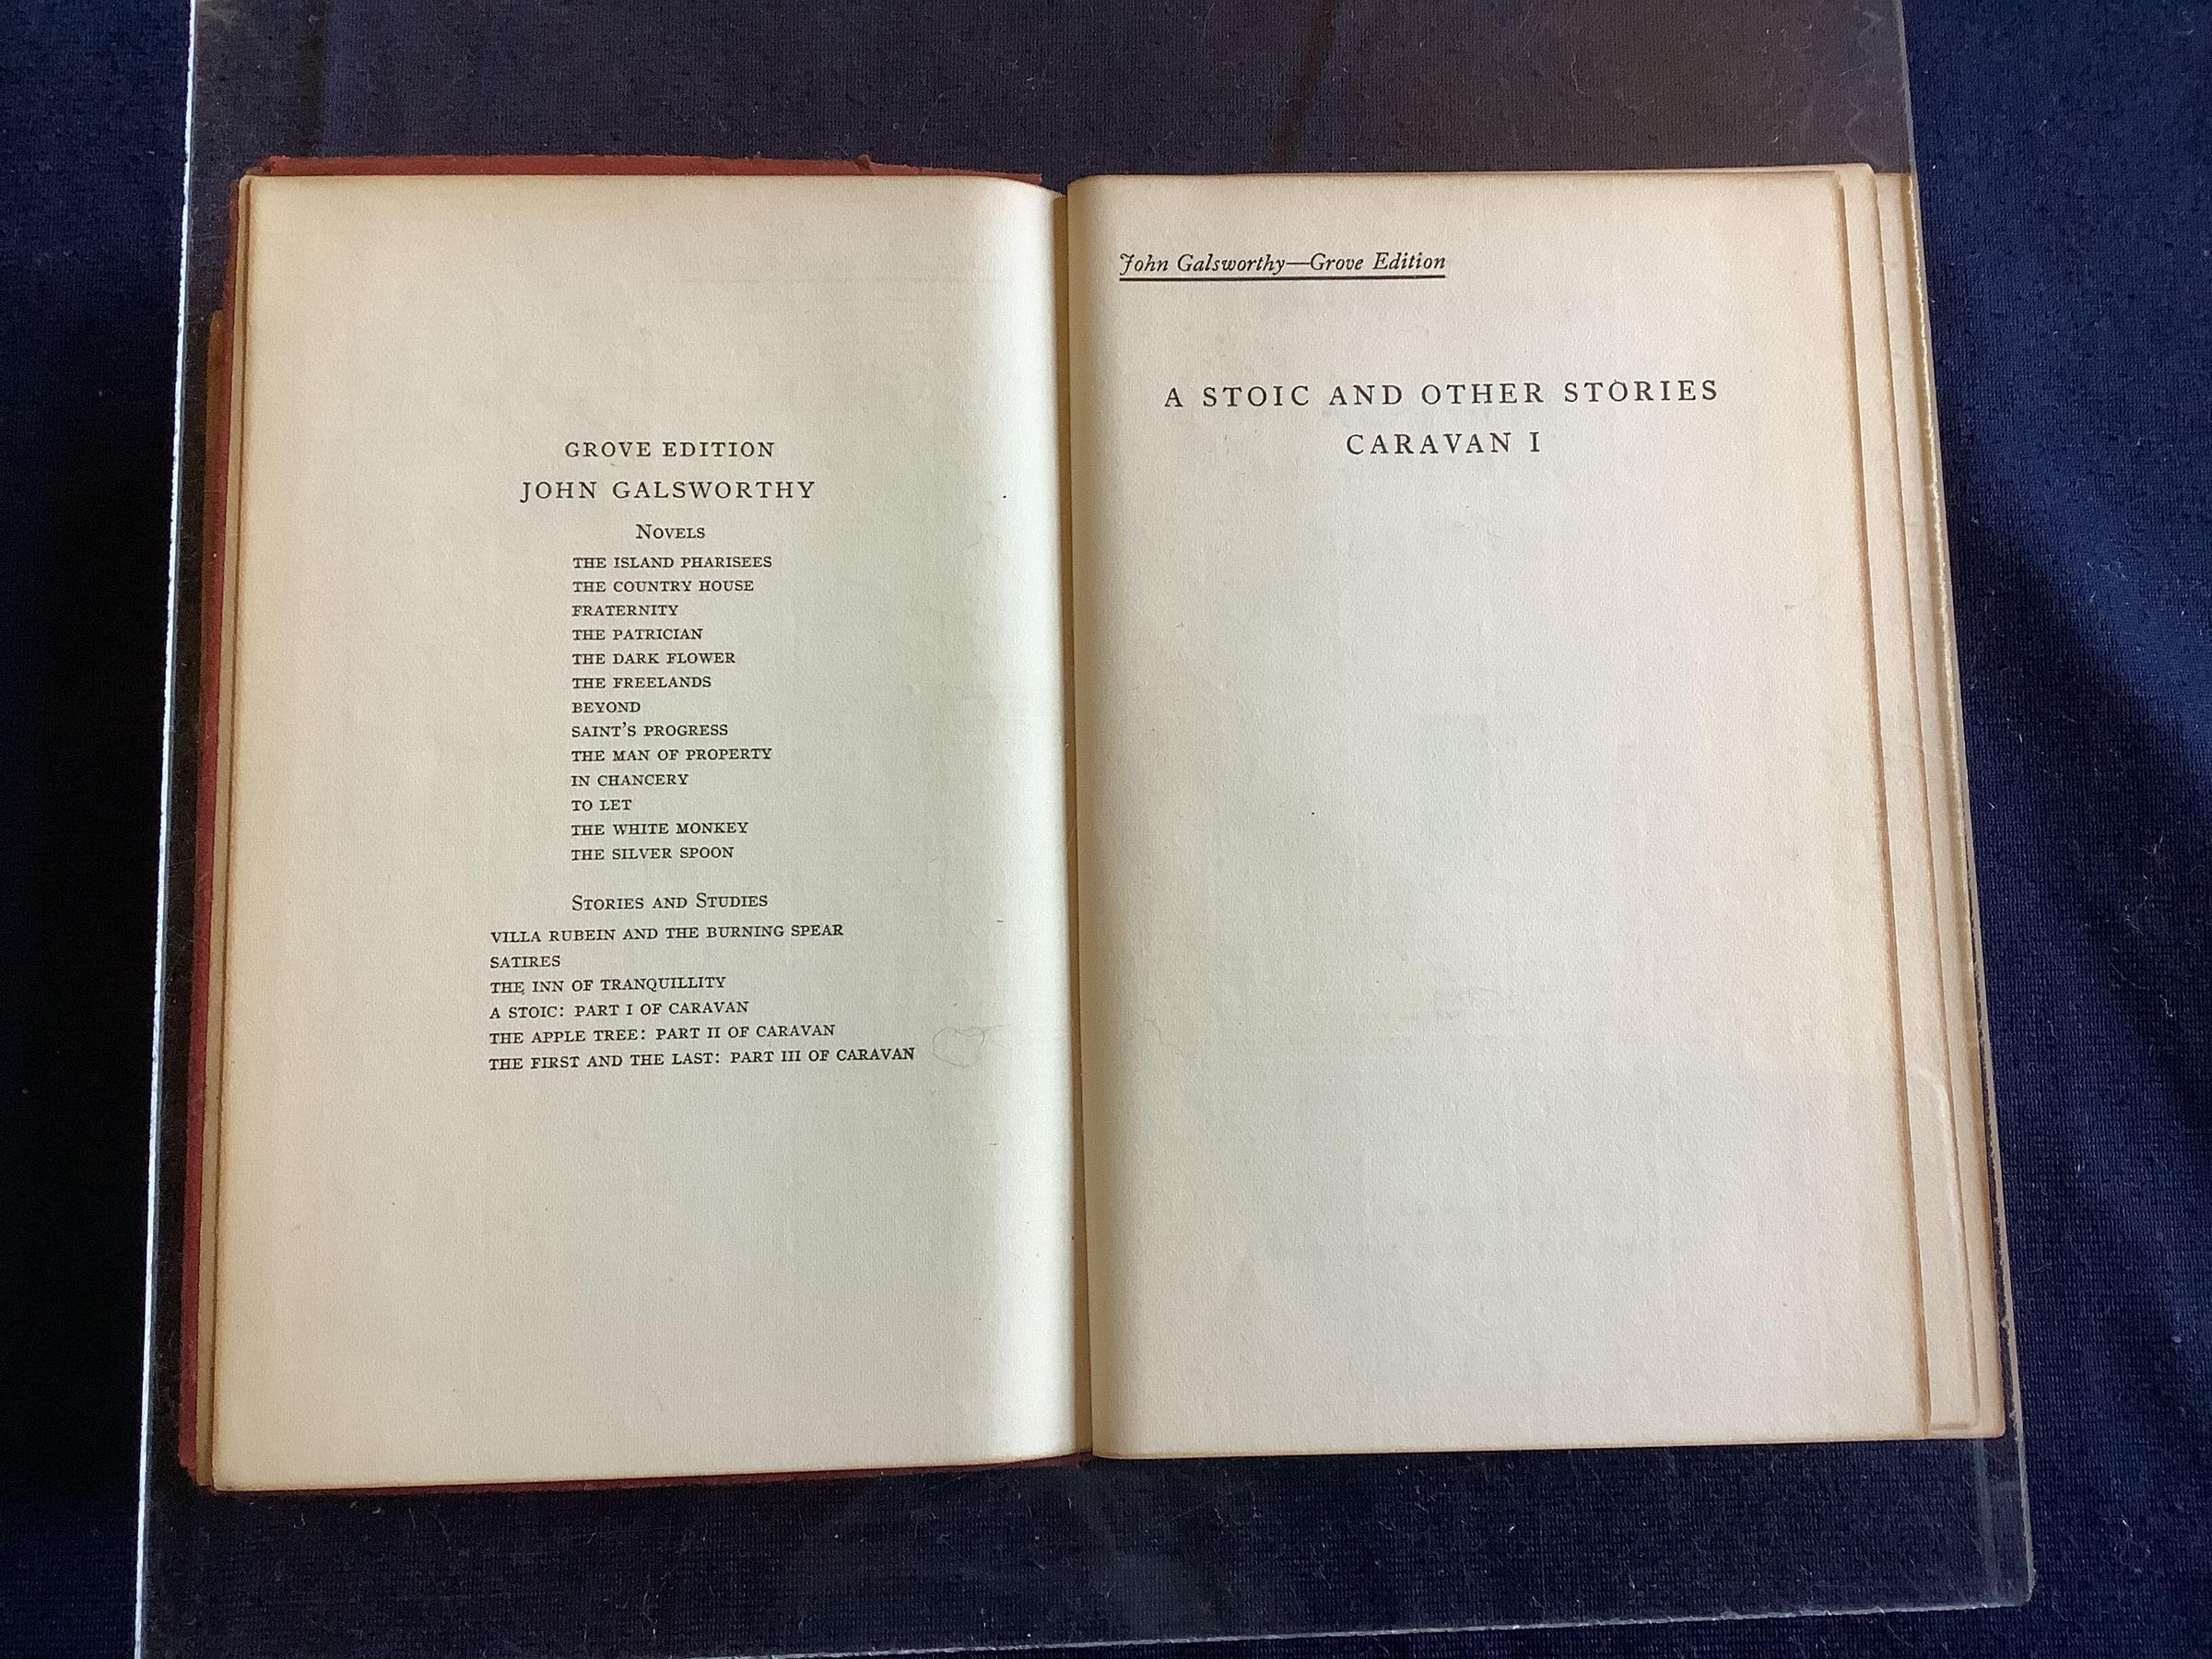 GROVE EDITION
JOHN GALSWORTHY
NOVELS
THE ISLAND PHARISEES
THE COUNTRY HOUSE
FRATERNITY
THE PATRICIAN
THE DARK FLOWER
THE FREELANDS
BEYOND
SAINT'S PROGRESS
THE MAN OF PROPERTY
IN CHANCERY
TO LET
THE WHITE MONKEY
THE SILVER SPOON
STORIES AND STUDIES
VILLA RUBEIN AND THE BURNING SPEAR
SATIRES
THE INN OF TRANQUILLITY
A STOIC: PART I OF CARAVAN
THE APPLE TREE: PART II OF CARAVAN
THE FIRST AND THE LAST: PART III OF CARAVAN
John Galsworthy—Grove Edition
A STOIC AND OTHER STORIES
CARAVAN I